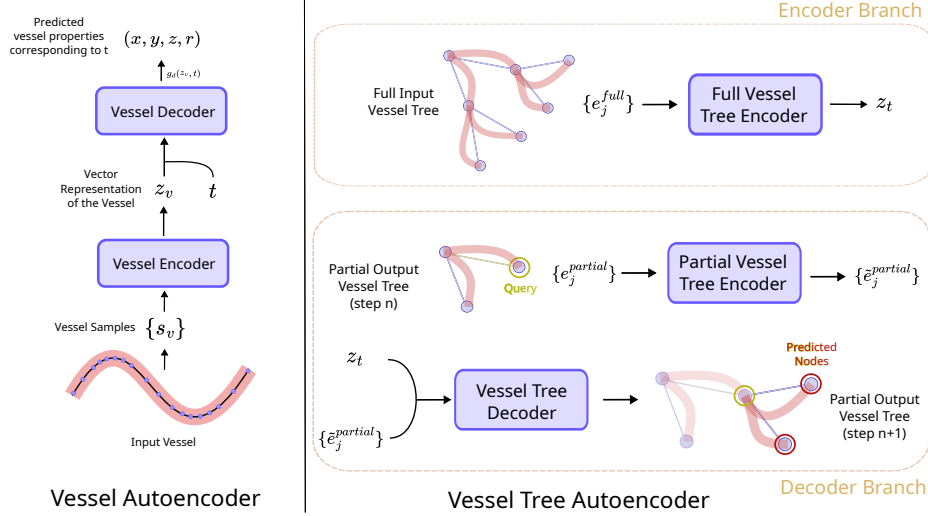 Predicted
vessel properties
corresponding to t
(x, y, z, r)
g_d(z_v, t)
Vessel Decoder
Vector
Representation
of the Vessel
z_v
t
Vessel Encoder
Vessel Samples
{s_v}
Input Vessel
Vessel Autoencoder
Encoder Branch
Full Input
Vessel Tree
{e_j^{full}}
Full Vessel
Tree Encoder
z_t
Partial Output
Vessel Tree
(step n)
Query
{e_j^{partial}}
Partial Vessel
Tree Encoder
{ẽ_j^{partial}}
z_t
{ẽ_j^{partial}}
Vessel Tree
Decoder
Predicted
Nodes
Partial Output
Vessel Tree
(step n+1)
Decoder Branch
Vessel Tree Autoencoder